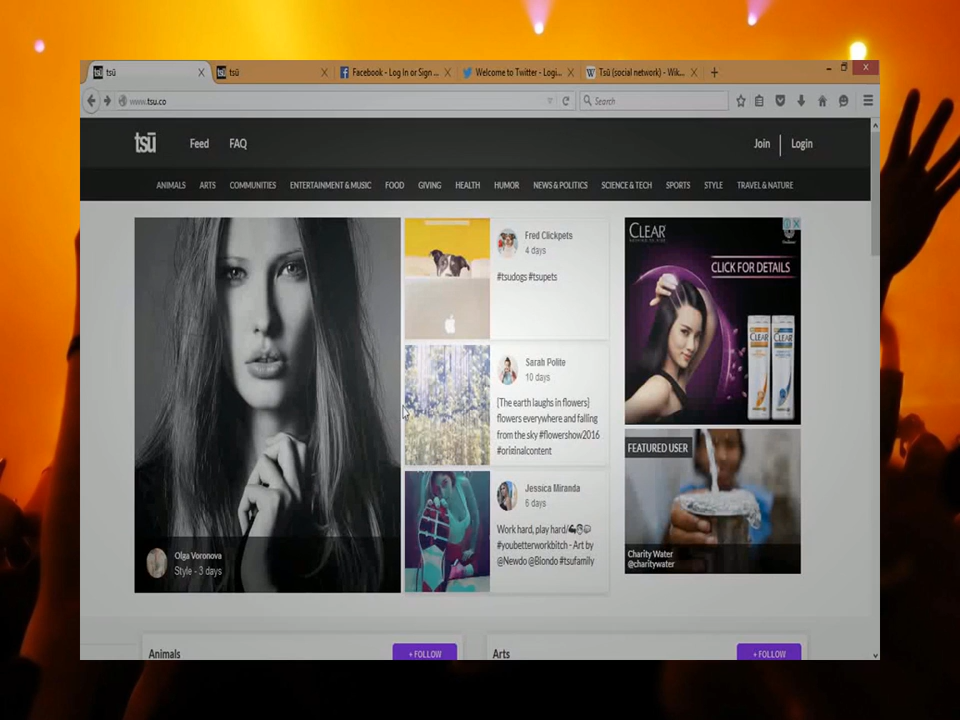 tsū
tsū
Facebook - Log In or Sign ...
Welcome to Twitter - Logi...
Tsū (social network) - Wik...
www.tsu.co
Search
tsū
Feed
FAQ
Join
Login
ANIMALS
ARTS
COMMUNITIES
ENTERTAINMENT & MUSIC
FOOD
GIVING
HEALTH
HUMOR
NEWS & POLITICS
SCIENCE & TECH
SPORTS
STYLE
TRAVEL & NATURE
Olga Voronova
Style - 3 days
Fred Clickpets
4 days
#tsudogs #tsupets
Sarah Polite
10 days
{The earth laughs in flowers}
flowers everywhere and falling
from the sky #flowershow2016
#originalcontent
Jessica Miranda
6 days
Work hard, play hard/
#youbetterworkbitch - Art by
@Newdo @Blondo #tsufamily
CLEAR
CLICK FOR DETAILS
CLEAR
CLEAR
FEATURED USER
Charity Water
@charitywater
Animals
+ FOLLOW
Arts
+ FOLLOW